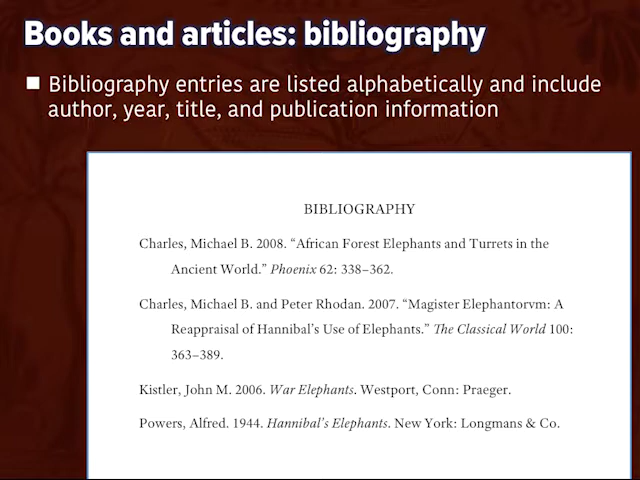 Books and articles: bibliography
Bibliography entries are listed alphabetically and include
author, year, title, and publication information
BIBLIOGRAPHY
Charles, Michael B. 2008. “African Forest Elephants and Turrets in the
Ancient World.” Phoenix 62: 338–362.
Charles, Michael B. and Peter Rhodan. 2007. “Magister Elephantorvm: A
Reappraisal of Hannibal’s Use of Elephants.” The Classical World 100:
363–389.
Kistler, John M. 2006. War Elephants. Westport, Conn: Praeger.
Powers, Alfred. 1944. Hannibal’s Elephants. New York: Longmans & Co.